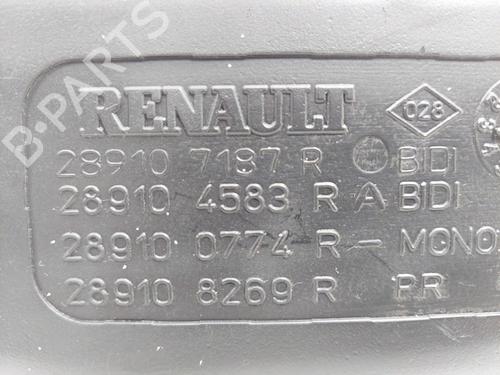 B-PARTS
RENAULT
028
28910 7187 R BIDI
28910 4583 R A BIDI
28910 0774 R - MONO
28910 8269 R PR